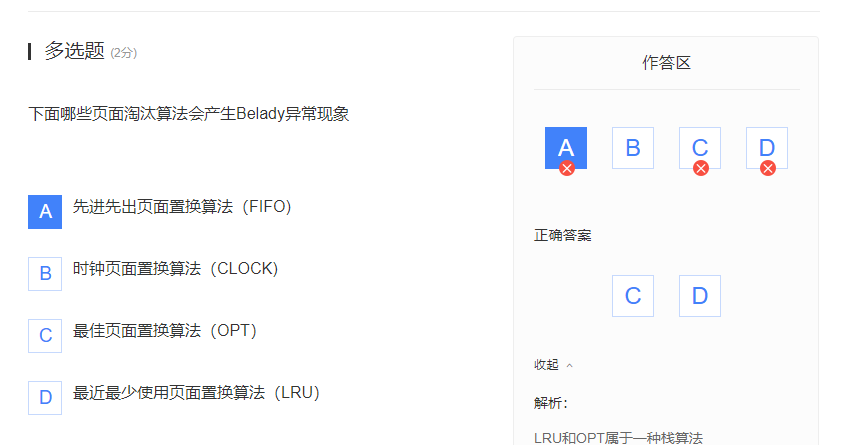 多选题 (2分)
下面哪些页面淘汰算法会产生Belady异常现象
A 先进先出页面置换算法（FIFO）
B 时钟页面置换算法（CLOCK）
C 最佳页面置换算法（OPT）
D 最近最少使用页面置换算法（LRU）
作答区
A B C D
正确答案
C D
收起
解析：
LRU和OPT属于一种栈算法